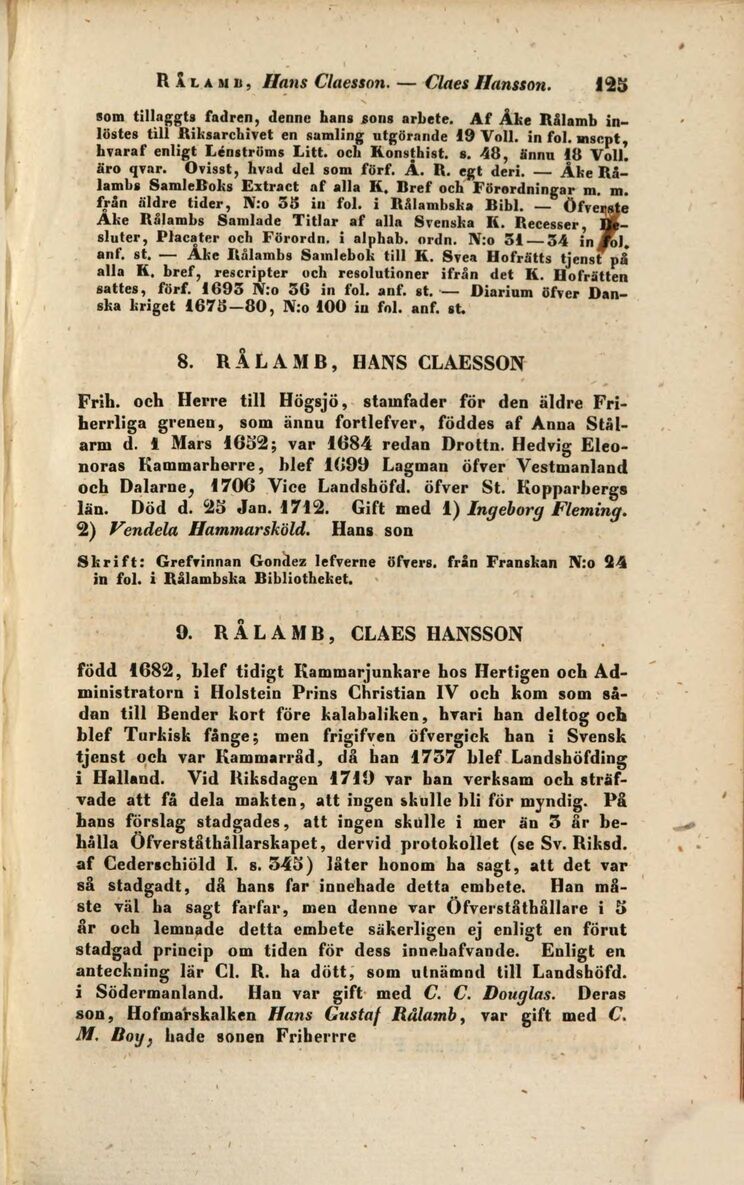 RÅLAMB, Hans Claesson. — Claes Hansson. 125
som tillaggts fadren, denne hans sons arbete. Af Åke Rålamb in-
löstes till Riksarchivet en samling utgörande 19 Voll. in fol. mscpt,
hvaraf enligt Lénströms Litt. och Konsthist. s. 48, ännu 18 Voll.
äro qvar. Ovisst, hvad del som förf. Å. R. egt deri. — Åke Rå-
lambs SamleBoks Extract af alla K. Bref och Förordningar m. m.
från äldre tider, N:o 35 in fol. i Rålambska Bibl. — Öfverste
Åke Rålambs Samlade Titlar af alla Svenska K. Recesser, Be-
sluter, Placater och Förordn. i alphab. ordn. N:o 31—34 in fol.
anf. st. — Åke Rålambs Samlebok till K. Svea Hofrätts tjenst på
alla K. bref, rescripter och resolutioner ifrån det K. Hofrätten
sattes, förf. 1693 N:o 36 in fol. anf. st. — Diarium öfver Dan-
ska kriget 1675—80, N:o 100 in fol. anf. st.
8. RÅLAMB, HANS CLAESSON
Frih. och Herre till Högsjö, stamfader för den äldre Fri-
herrliga grenen, som ännu fortlefver, föddes af Anna Stål-
arm d. 1 Mars 1652; var 1684 redan Drottn. Hedvig Eleo-
noras Kammarherre, blef 1699 Lagman öfver Vestmanland
och Dalarne, 1706 Vice Landshöfd. öfver St. Kopparbergs
län. Död d. 25 Jan. 1712. Gift med 1) Ingeborg Fleming.
2) Vendela Hammarsköld. Hans son
Skrift: Grefvinnan Gondez lefverne öfvers. från Franskan N:o 24
in fol. i Rålambska Bibliotheket.
9. RÅLAMB, CLAES HANSSON
född 1682, blef tidigt Kammarjunkare hos Hertigen och Ad-
ministratorn i Holstein Prins Christian IV och kom som så-
dan till Bender kort före kalabaliken, hvari han deltog och
blef Turkisk fånge; men frigifven öfvergick han i Svensk
tjenst och var Kammarråd, då han 1737 blef Landshöfding
i Halland. Vid Riksdagen 1719 var han verksam och sträf-
vade att få dela makten, att ingen skulle bli för myndig. På
hans förslag stadgades, att ingen skulle i mer än 3 år be-
hålla Öfverståthållarskapet, dervid protokollet (se Sv. Riksd.
af Cederschiöld I. s. 345) låter honom ha sagt, att det var
så stadgadt, då hans far innehade detta embete. Han må-
ste väl ha sagt farfar, men denne var Öfverståthållare i 5
år och lemnade detta embete säkerligen ej enligt en förut
stadgad princip om tiden för dess innehafvande. Enligt en
anteckning lär Cl. R. ha dött, som utnämnd till Landshöfd.
i Södermanland. Han var gift med C. C. Douglas. Deras
son, Hofmarskalken Hans Gustaf Rålamb, var gift med C.
M. Boy, hade sonen Friherrre